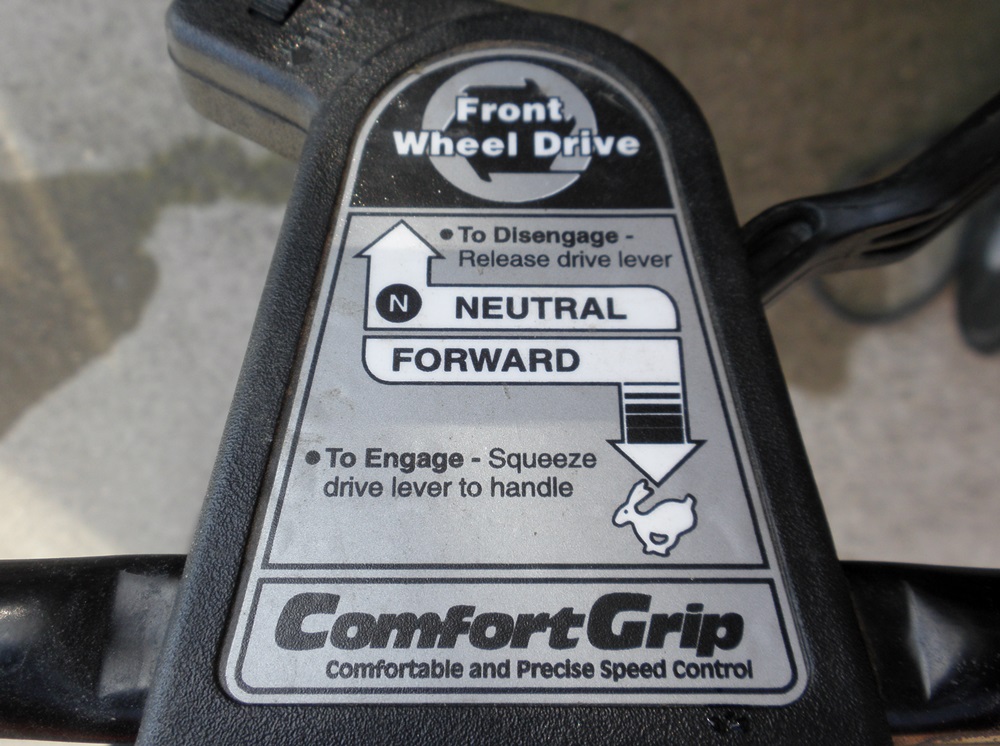 Front
Wheel Drive
• To Disengage -
Release drive lever
N NEUTRAL
FORWARD
• To Engage - Squeeze
drive lever to handle
ComfortGrip
Comfortable and Precise Speed Control